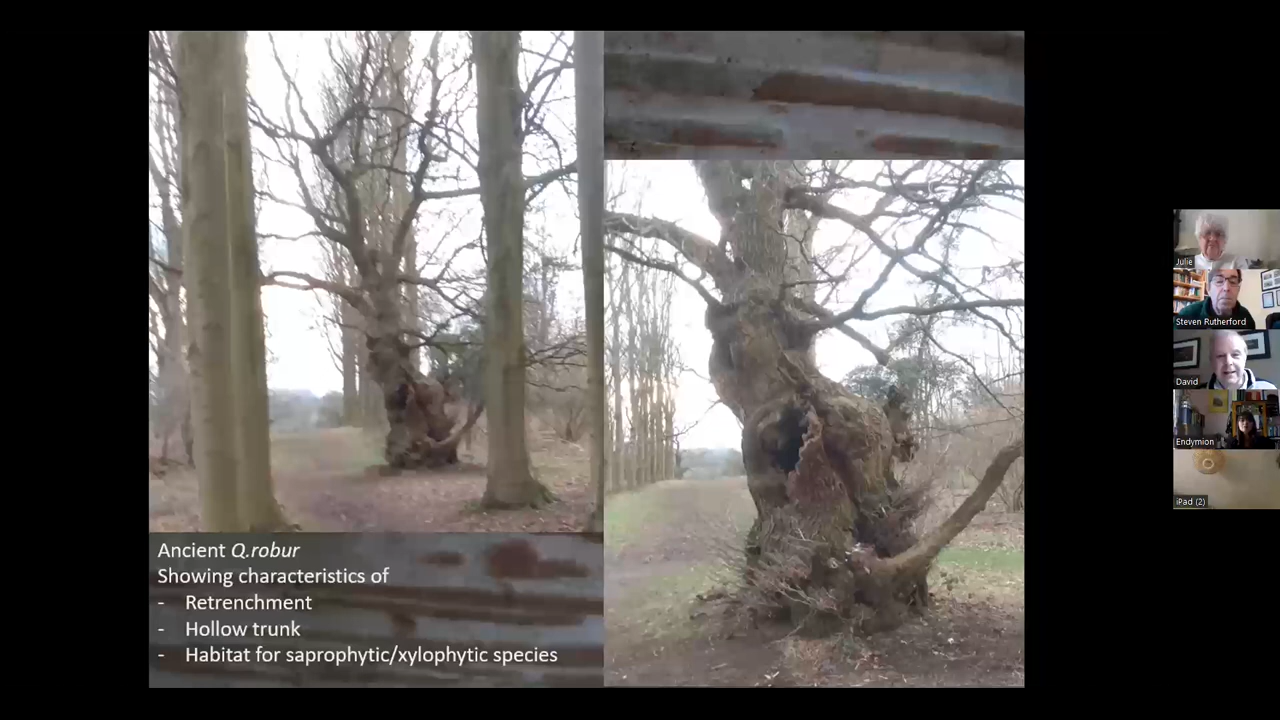 Ancient Q.robur
Showing characteristics of
- Retrenchment
- Hollow trunk
- Habitat for saprophytic/xylophytic species
Julie
Steven Rutherford
David
Endymion
iPad (2)